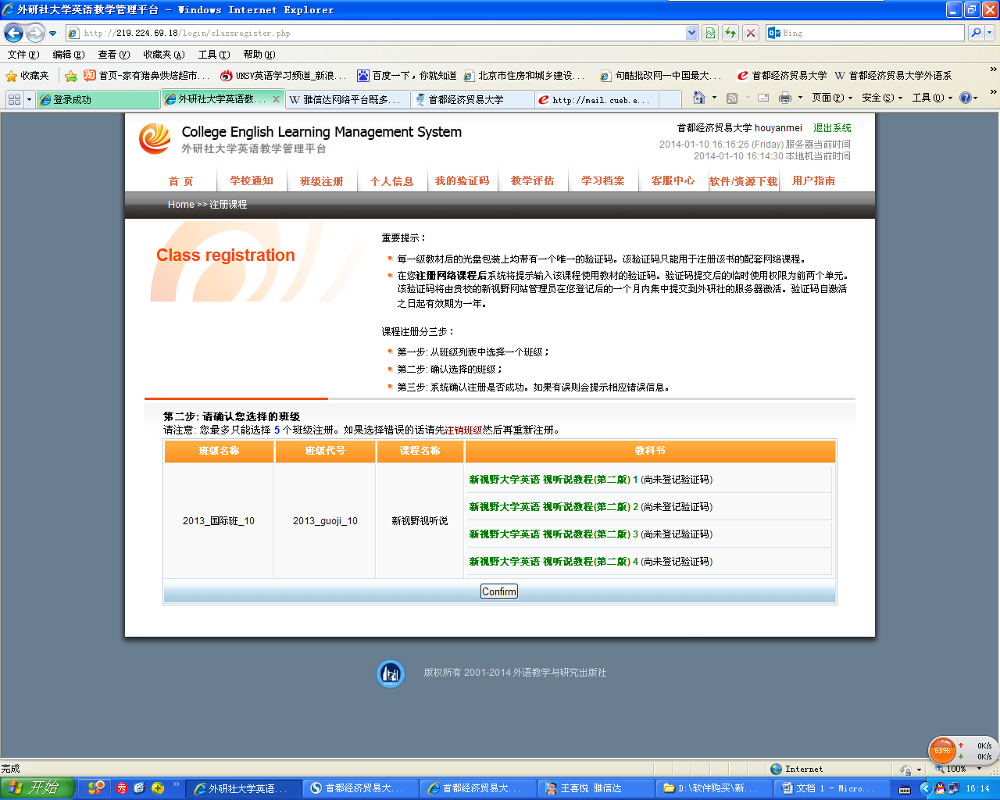 外研社大学英语教学管理平台 - Windows Internet Explorer
http://219.224.69.18/login/classregister.php
Bing
文件(F) 编辑(E) 查看(V) 收藏夹(A) 工具(T) 帮助(H)
收藏夹 首页-家有猪鼻烘焙超市... UNSV英语学习频道_新浪... 百度一下，你就知道 北京市住房和城乡建设... 句酷批改网—中国最大... 首都经济贸易大学 首都经济贸易大学外语系
登录成功 外研社大学英语教... 雅信达网络平台既多... 首都经济贸易大学 http://mail.cueb.e... 页面(P) 安全(S) 工具(O)
College English Learning Management System
外研社大学英语教学管理平台
首都经济贸易大学 houyanmei 退出系统
2014-01-10 16:16:26 (Friday) 服务器当前时间
2014-01-10 16:14:30 本地机当前时间
首 页 学校通知 班级注册 个人信息 我的验证码 教学评估 学习档案 客服中心 软件/资源下载 用户指南
Home >> 注册课程
Class registration
重要提示：
每一级教材后的光盘包装上均带有一个唯一的验证码。该验证码只能用于注册该书的配套网络课程。
在您注册网络课程后系统将提示输入该课程使用教材的验证码。验证码提交后的临时使用权限为前两个单元。
该验证码将由贵校的新视野网站管理员在您登记后的一个月内集中提交到外研社的服务器激活。验证码自激活
之日起有效期为一年。
课程注册分三步：
第一步: 从班级列表中选择一个班级；
第二步: 确认选择的班级；
第三步: 系统确认注册是否成功。如果有误则会提示相应错误信息。
第二步: 请确认您选择的班级
请注意: 您最多只能选择 5 个班级注册。如果选择错误的话请先注销班级然后再重新注册。
班级名称 班级代号 课程名称 教科书
2013_国际班_10 2013_guoji_10 新视野视听说
新视野大学英语 视听说教程(第二版) 1 (尚未登记验证码)
新视野大学英语 视听说教程(第二版) 2 (尚未登记验证码)
新视野大学英语 视听说教程(第二版) 3 (尚未登记验证码)
新视野大学英语 视听说教程(第二版) 4 (尚未登记验证码)
Confirm
版权所有 2001-2014 外语教学与研究出版社
63% 0K/s
0K/s
完成 Internet 100%
开始 外研社大学英语... 首都经济贸易大... 首都经济贸易大... 王喜悦 雅信达 D:\软件购买\新... 文档 1 - Micro... 16:14